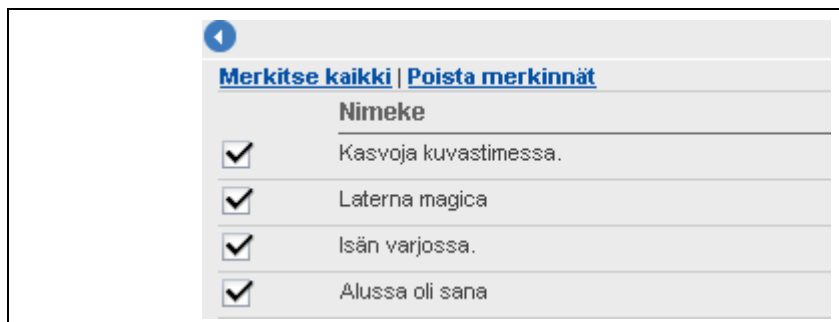 Merkitse kaikki | Poista merkinnät
Nimeke
Kasvoja kuvastimessa.
Laterna magica
Isän varjossa.
Alussa oli sana